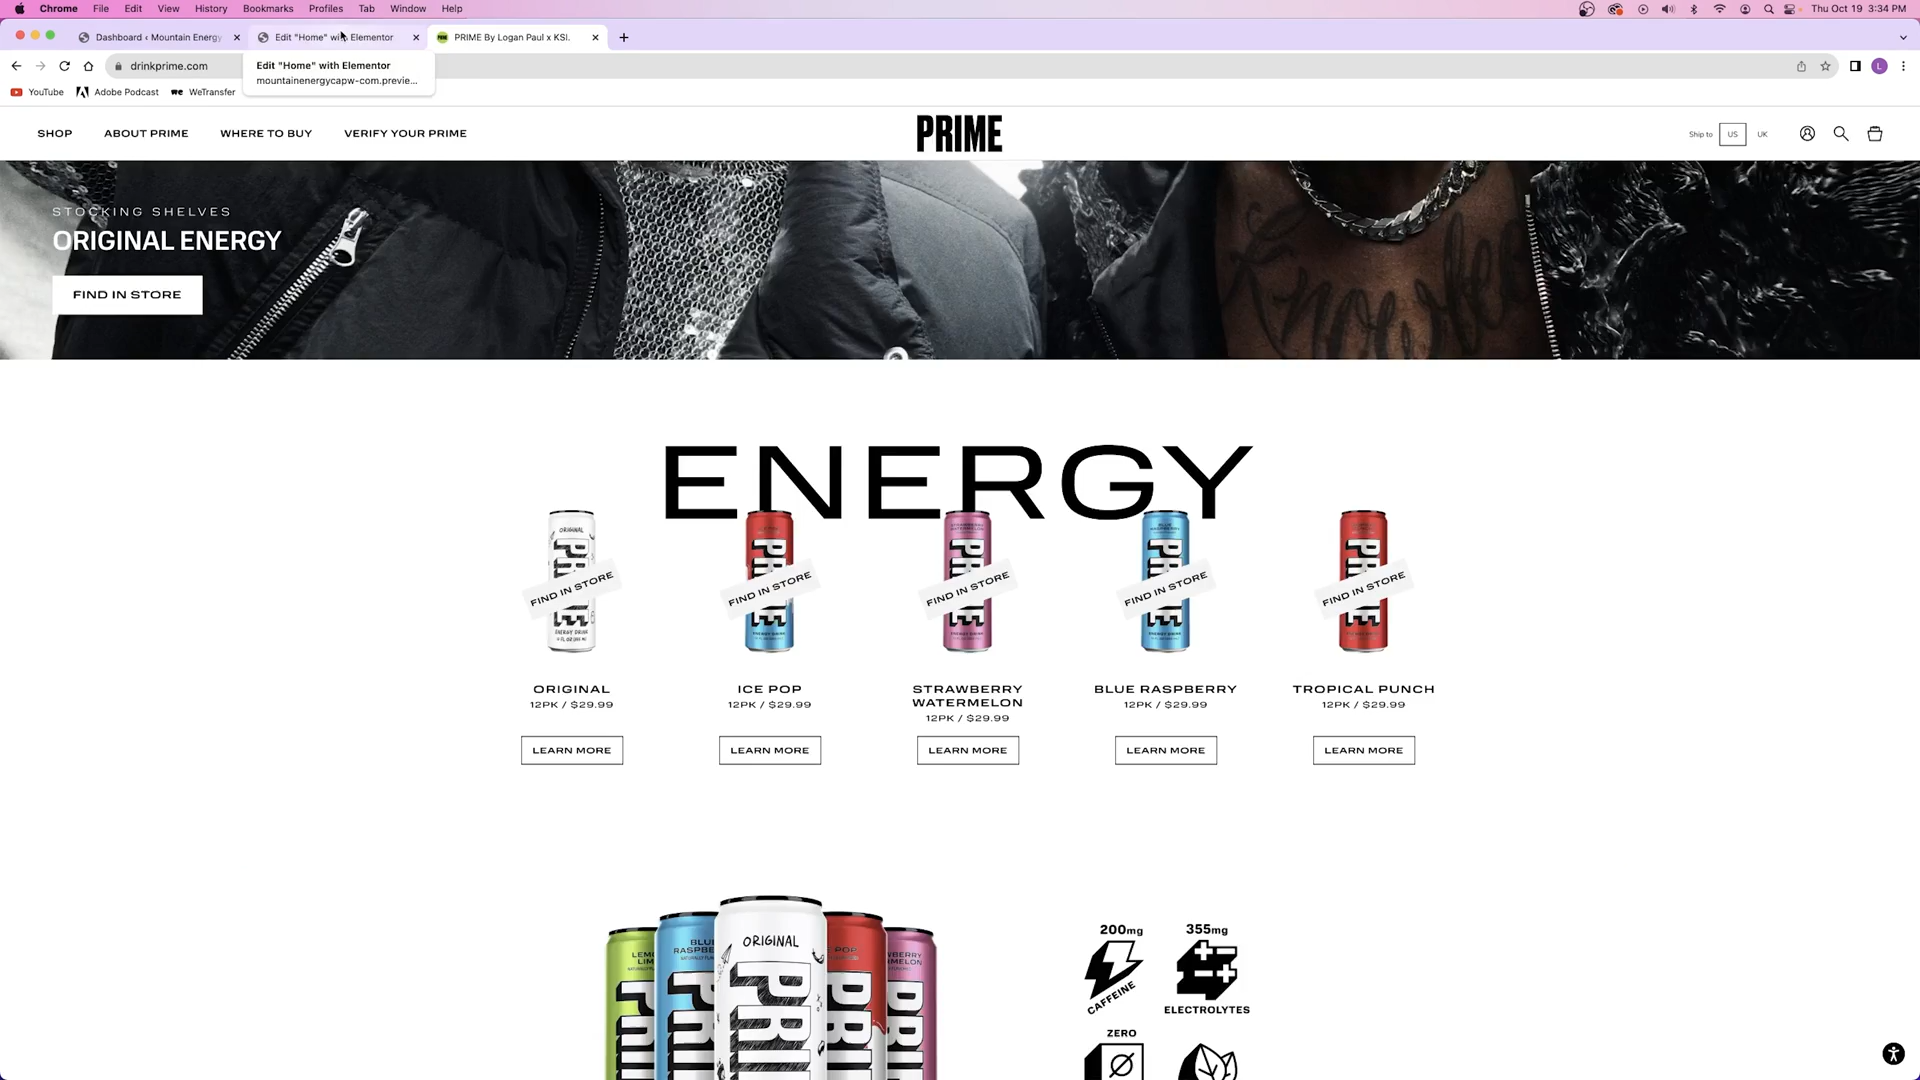 Chrome File Edit View History Bookmarks Profiles Tab Window Help Thu Oct 19 3:34 PM
Dashboard ‹ Mountain Energy Edit "Home" with Elementor PRIME By Logan Paul x KSI.
drinkprime.com
Edit "Home" with Elementor
mountainenergycapw-com.previe...
YouTube Adobe Podcast WeTransfer
SHOP ABOUT PRIME WHERE TO BUY VERIFY YOUR PRIME PRIME Ship to US UK L
STOCKING SHELVES
ORIGINAL ENERGY
FIND IN STORE
ENERGY
ORIGINAL
PRIME
FIND IN STORE FIND IN STORE FIND IN STORE FIND IN STORE FIND IN STORE
ENERGY DRINK
ORIGINAL ICE POP STRAWBERRY WATERMELON BLUE RASPBERRY TROPICAL PUNCH
12PK / $29.99 12PK / $29.99 12PK / $29.99 12PK / $29.99 12PK / $29.99
LEARN MORE LEARN MORE LEARN MORE LEARN MORE LEARN MORE
200mg 355mg
CAFFEINE ELECTROLYTES
ZERO
ORIGINAL